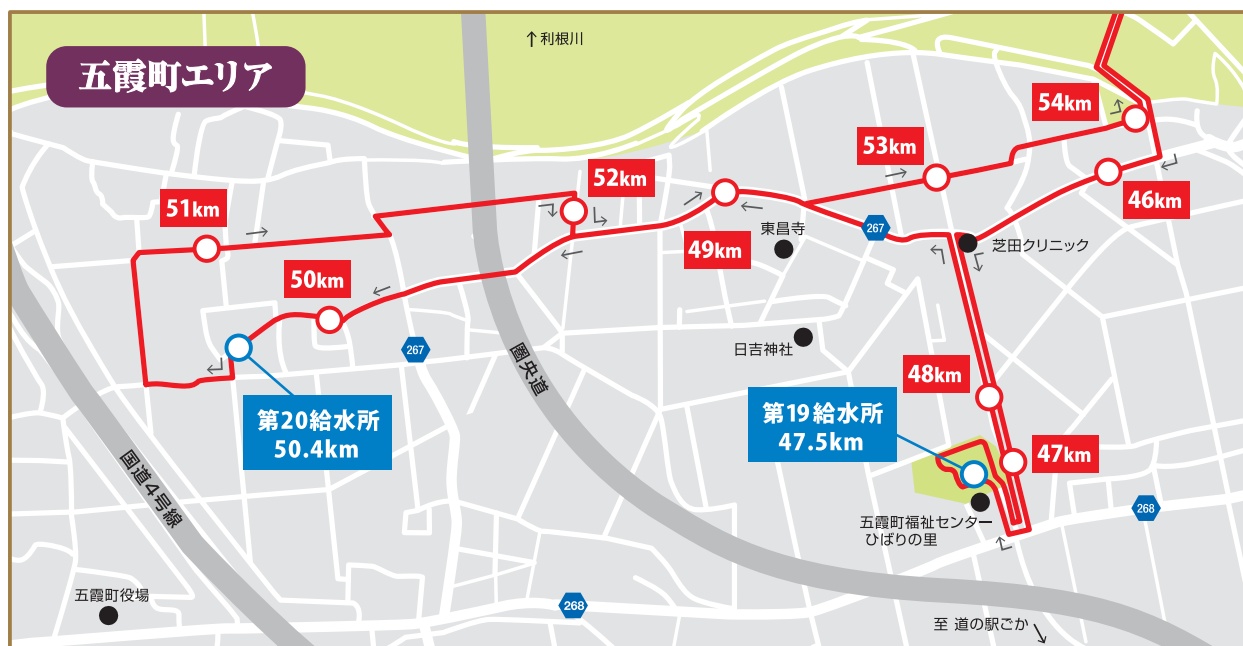 五霞町エリア
↑利根川
54km
53km
52km
51km
46km
49km
東昌寺
267
芝田クリニック
50km
日吉神社
267
圏央道
48km
第20給水所
50.4km
第19給水所
47.5km
47km
国道4号線
五霞町福祉センター
ひばりの里
268
五霞町役場
268
至 道の駅ごか